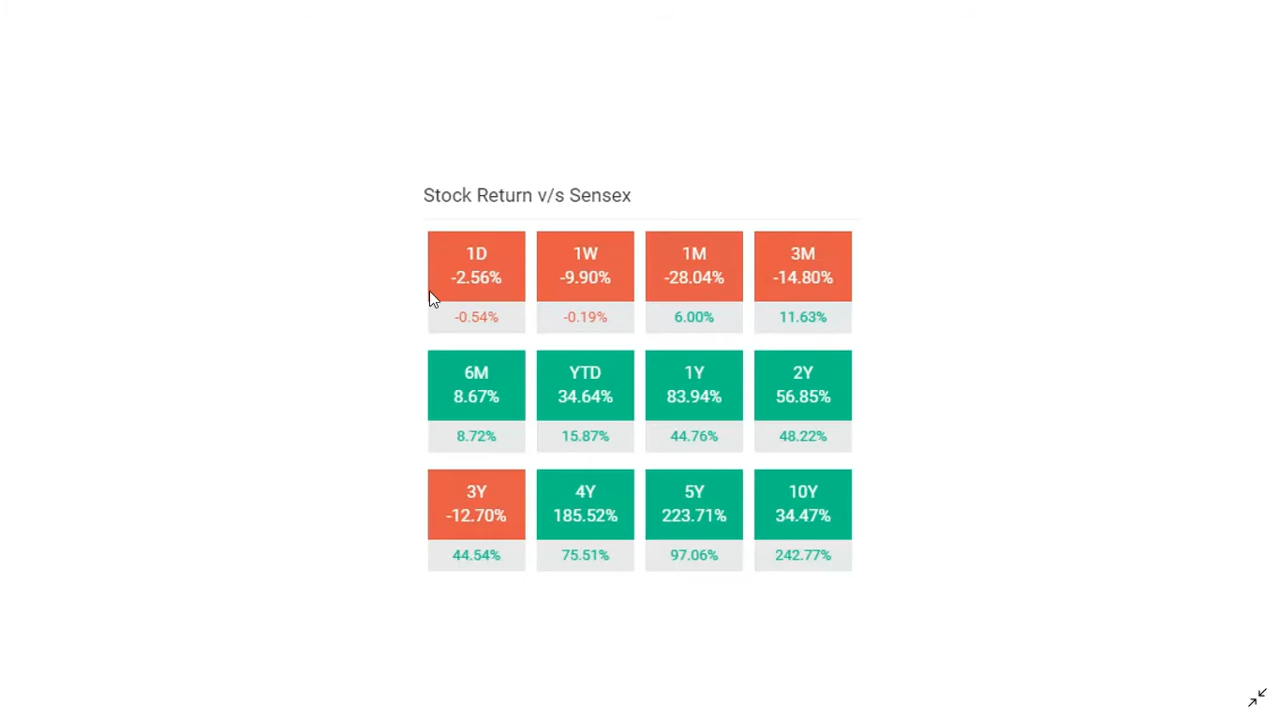 Stock Return v/s Sensex
1D 1W 1M 3M
-2.56% -9.90% -28.04% -14.80%
-0.54% -0.19% 6.00% 11.63%
6M YTD 1Y 2Y
8.67% 34.64% 83.94% 56.85%
8.72% 15.87% 44.76% 48.22%
3Y 4Y 5Y 10Y
-12.70% 185.52% 223.71% 34.47%
44.54% 75.51% 97.06% 242.77%